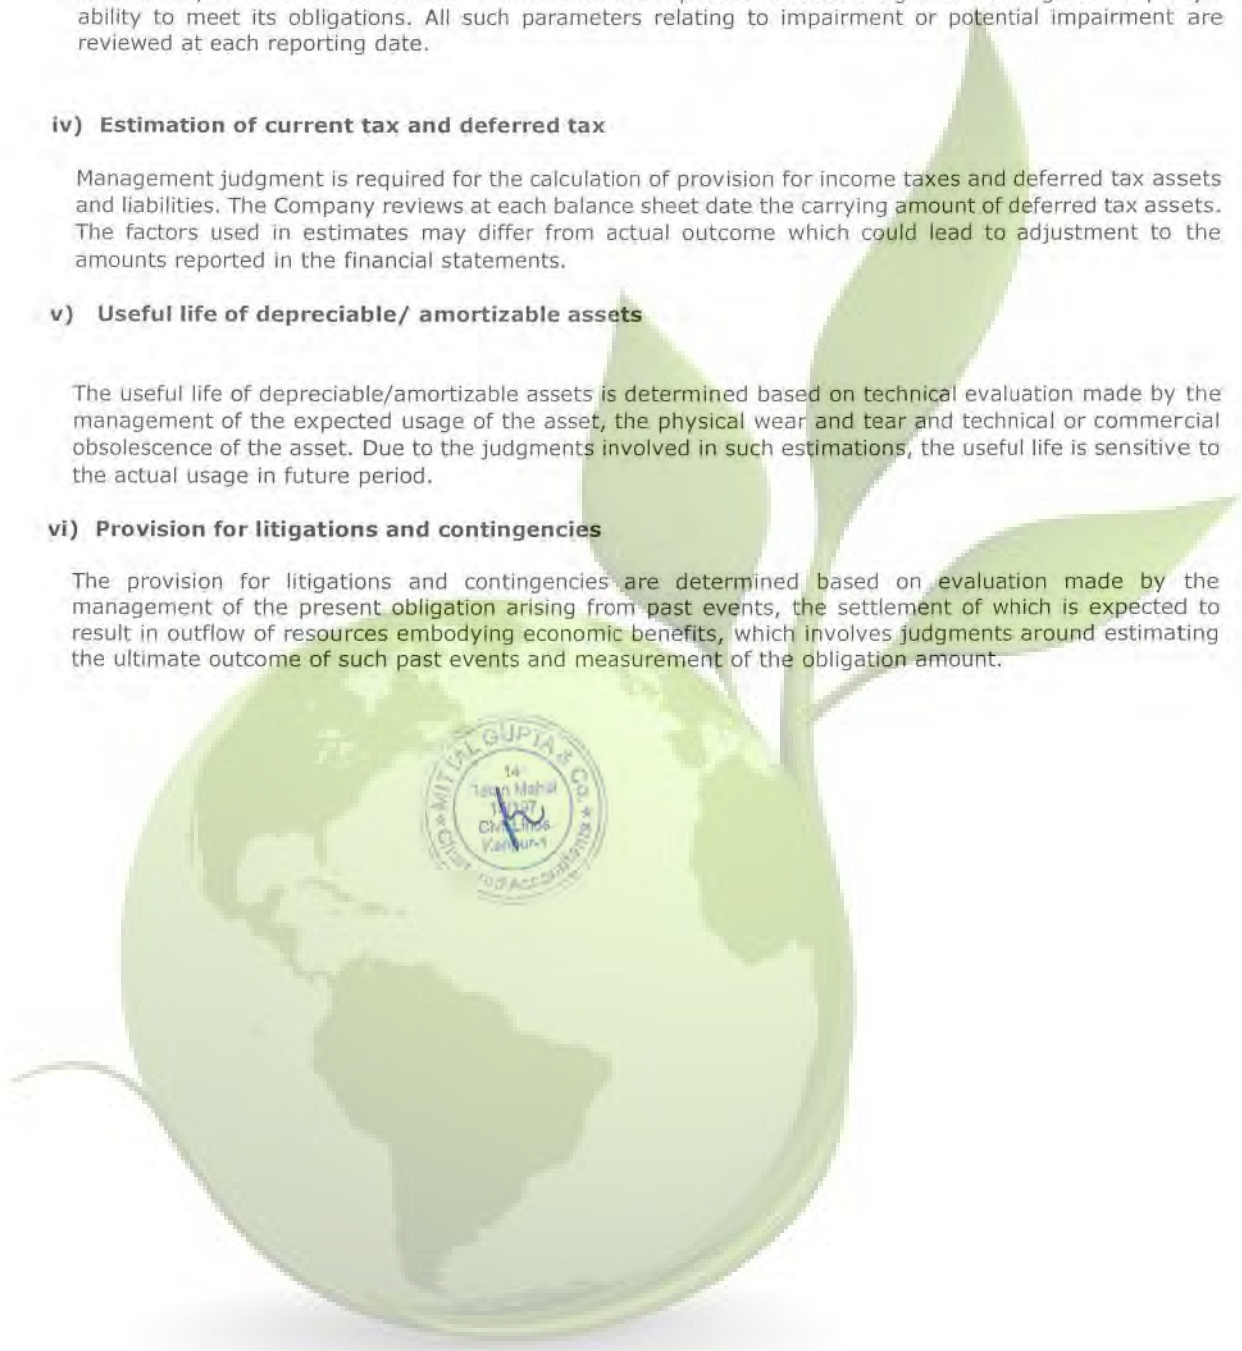 ability to meet its obligations. All such parameters relating to impairment or potential impairment are
reviewed at each reporting date.
iv) Estimation of current tax and deferred tax
Management judgment is required for the calculation of provision for income taxes and deferred tax assets
and liabilities. The Company reviews at each balance sheet date the carrying amount of deferred tax assets.
The factors used in estimates may differ from actual outcome which could lead to adjustment to the
amounts reported in the financial statements.
v) Useful life of depreciable/ amortizable assets
The useful life of depreciable/amortizable assets is determined based on technical evaluation made by the
management of the expected usage of the asset, the physical wear and tear and technical or commercial
obsolescence of the asset. Due to the judgments involved in such estimations, the useful life is sensitive to
the actual usage in future period.
vi) Provision for litigations and contingencies
The provision for litigations and contingencies are determined based on evaluation made by the
management of the present obligation arising from past events, the settlement of which is expected to
result in outflow of resources embodying economic benefits, which involves judgments around estimating
the ultimate outcome of such past events and measurement of the obligation amount.
MITTAL GUPTA & Co.
14
Mahal
Civil Lines
Kanpur-1
Accountants